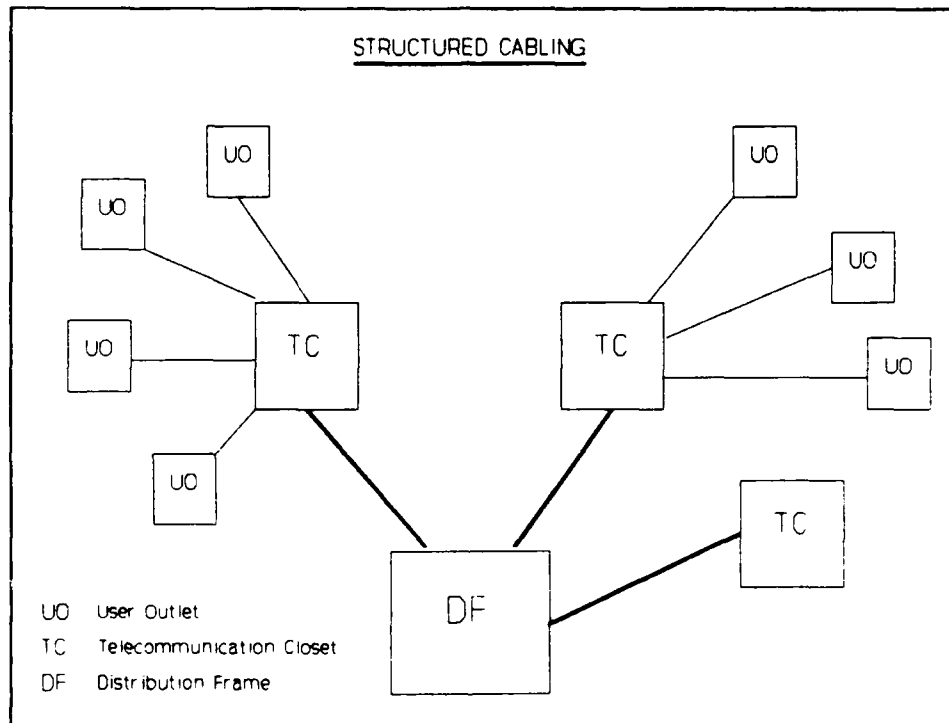 STRUCTURED CABLING
UO
UO
UO
UO
TC
UO
UO
UO
TC
TC
DF
UO User Outlet
TC Telecommunication Closet
DF Distribution Frame